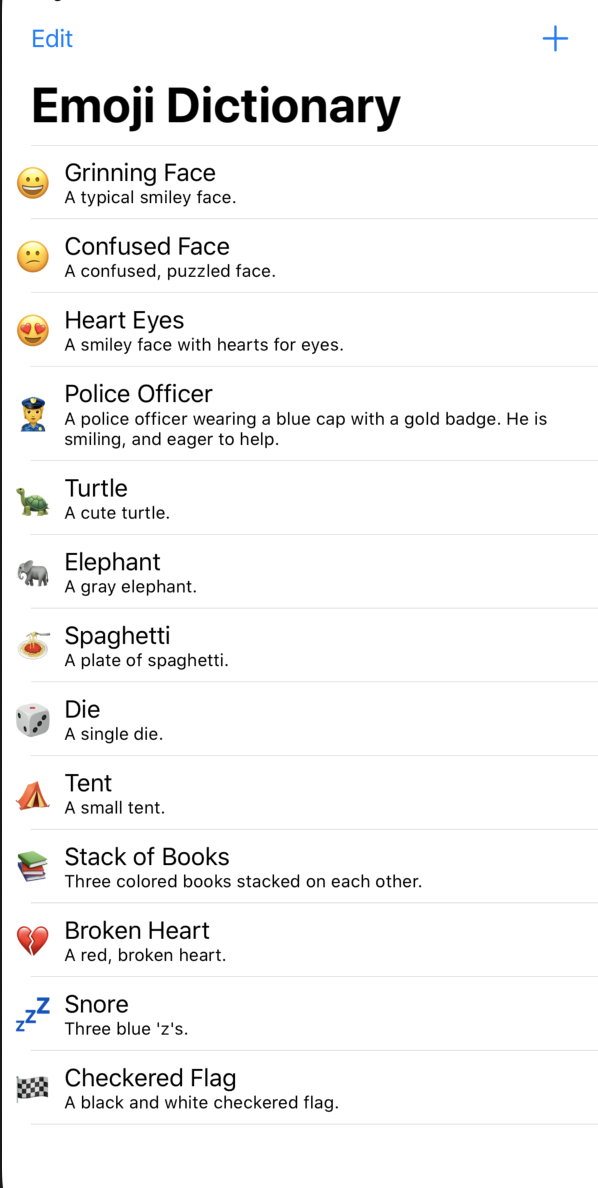 Edit
Emoji Dictionary
Grinning Face
A typical smiley face.
Confused Face
A confused, puzzled face.
Heart Eyes
A smiley face with hearts for eyes.
Police Officer
A police officer wearing a blue cap with a gold badge. He is
smiling, and eager to help.
Turtle
A cute turtle.
Elephant
A gray elephant.
Spaghetti
A plate of spaghetti.
Die
A single die.
Tent
A small tent.
Stack of Books
Three colored books stacked on each other.
Broken Heart
A red, broken heart.
Snore
Three blue 'z's.
Checkered Flag
A black and white checkered flag.